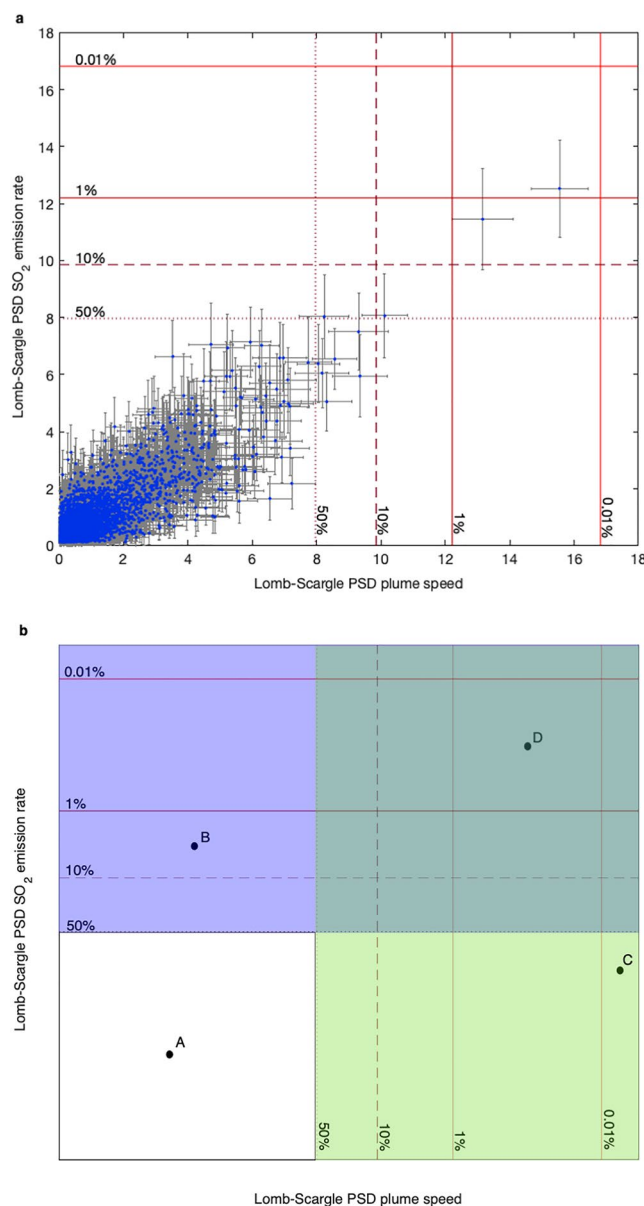 a
18
16
14
12
10
8
6
4
2
0
0.01%
1%
10%
50%
50%
10%
1%
0.01%
0 2 4 6 8 10 12 14 16 18
Lomb-Scargle PSD SO2 emission rate
Lomb-Scargle PSD plume speed
b
0.01%
1%
10%
50%
B
D
A
C
50%
10%
1%
0.01%
Lomb-Scargle PSD SO2 emission rate
Lomb-Scargle PSD plume speed